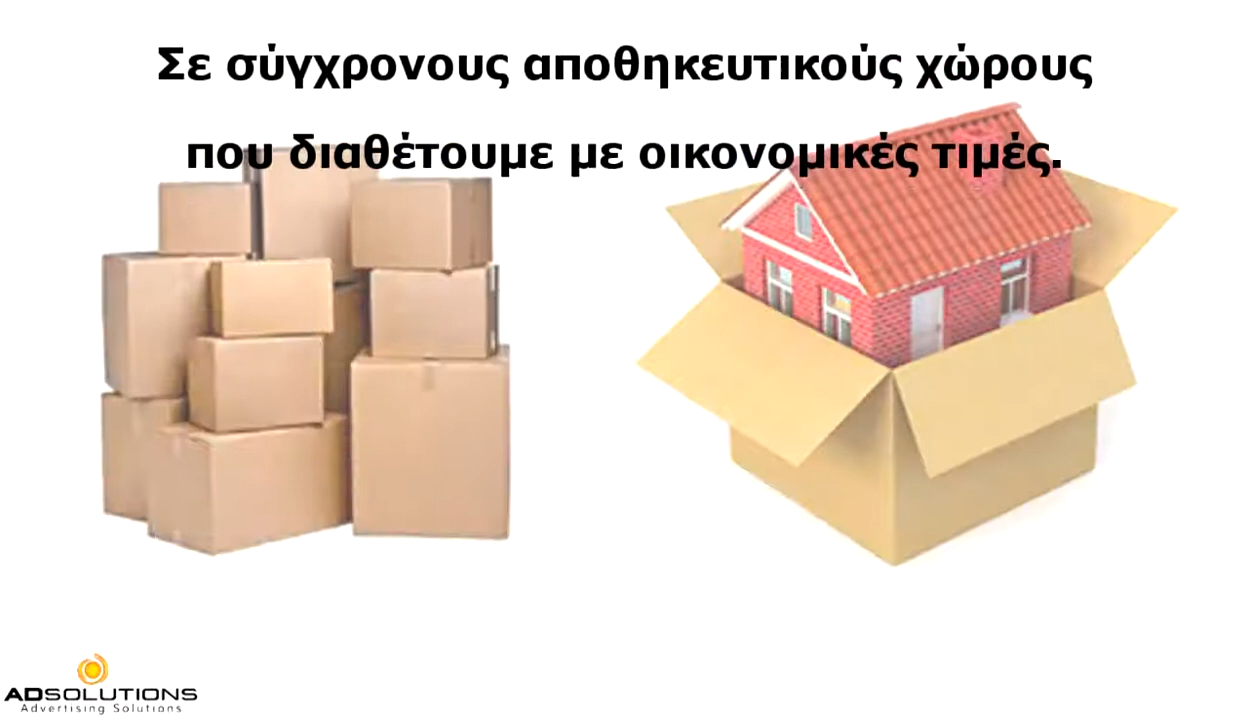 Σε σύγχρονους αποθηκευτικούς χώρους
που διαθέτουμε με οικονομικές τιμές.
ADSOLUTIONS
Advertising Solutions